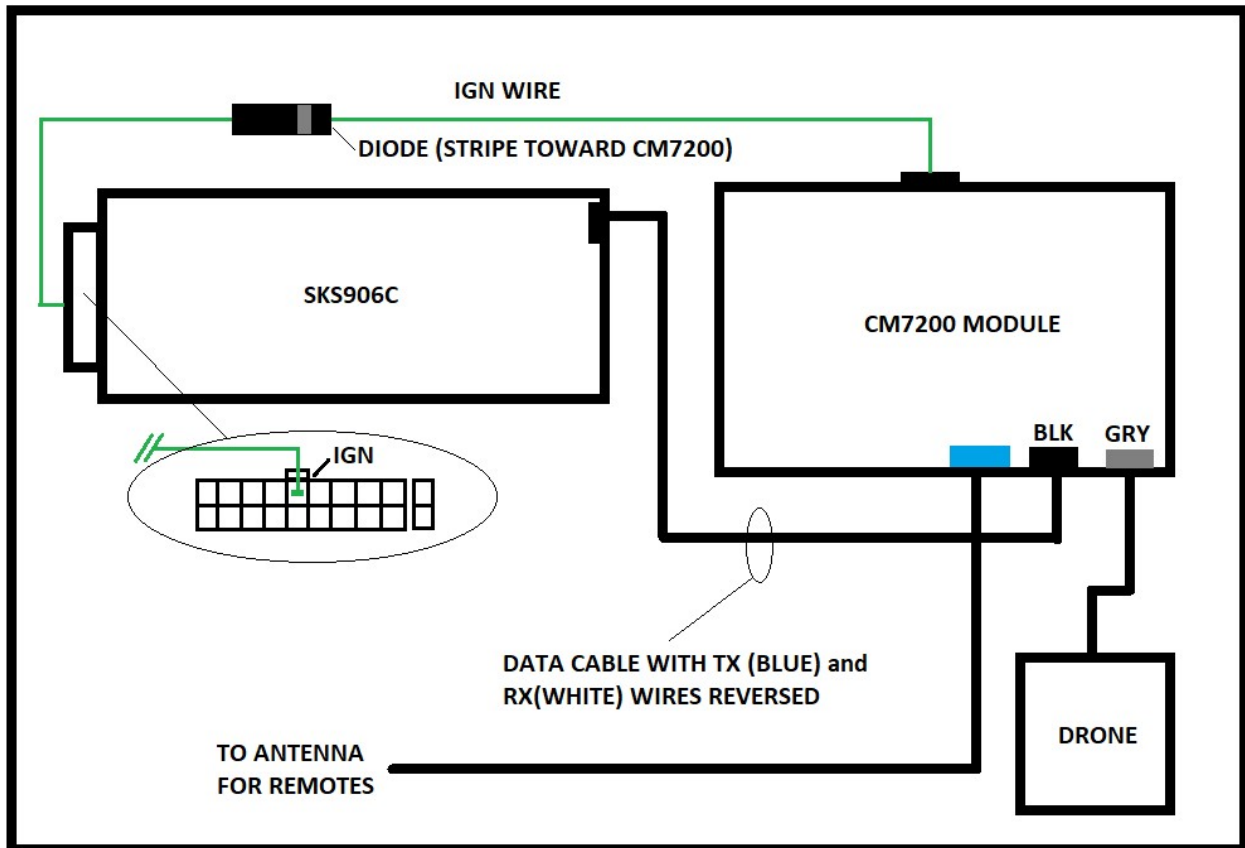 IGN WIRE
DIODE (STRIPE TOWARD CM7200)
SKS906C
CM7200 MODULE
BLK
GRY
IGN
DATA CABLE WITH TX (BLUE) and
RX(WHITE) WIRES REVERSED
TO ANTENNA
FOR REMOTES
DRONE